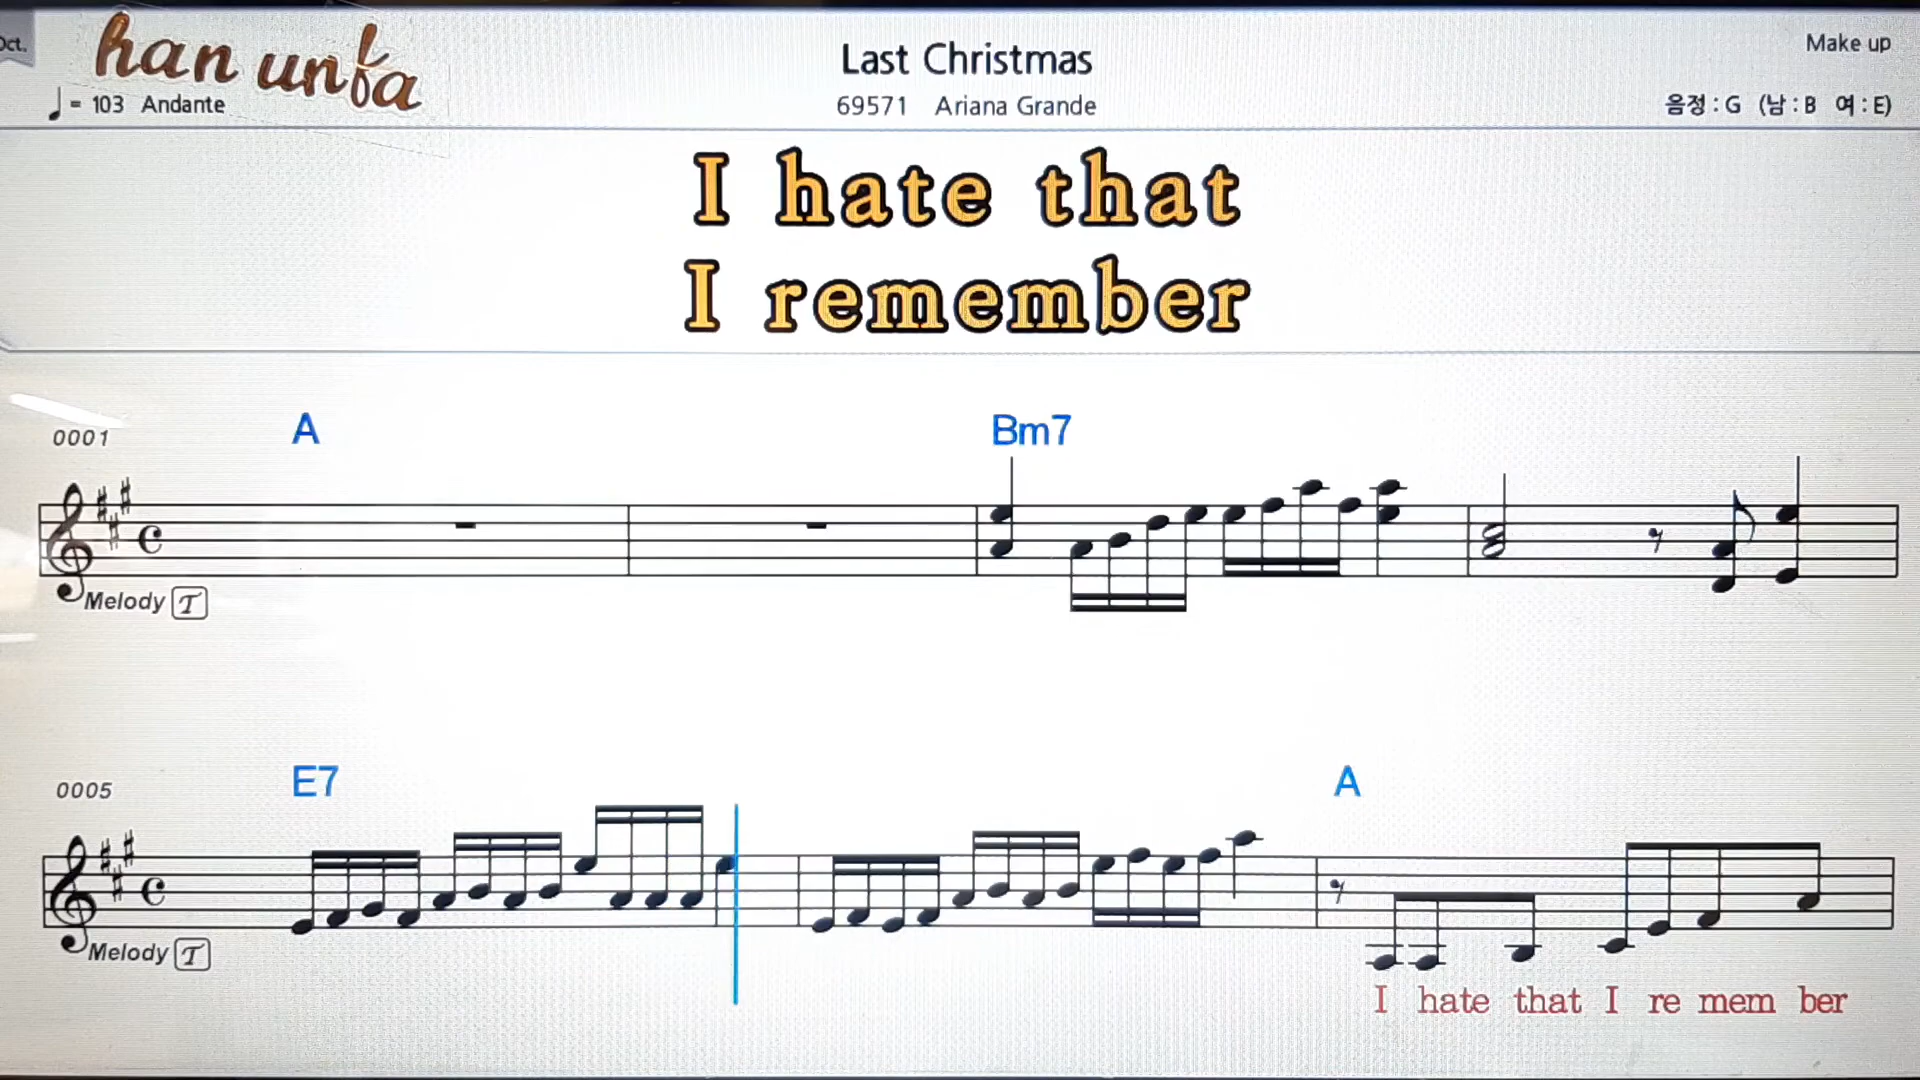 Oct.
han unfa
Last Christmas
Make up
♩ = 103 Andante
69571 Ariana Grande
음정 : G (남 : B 여 : E)
I hate that
I remember
0001
A
Bm7
Melody T
0005
E7
A
Melody T
I hate that I re mem ber